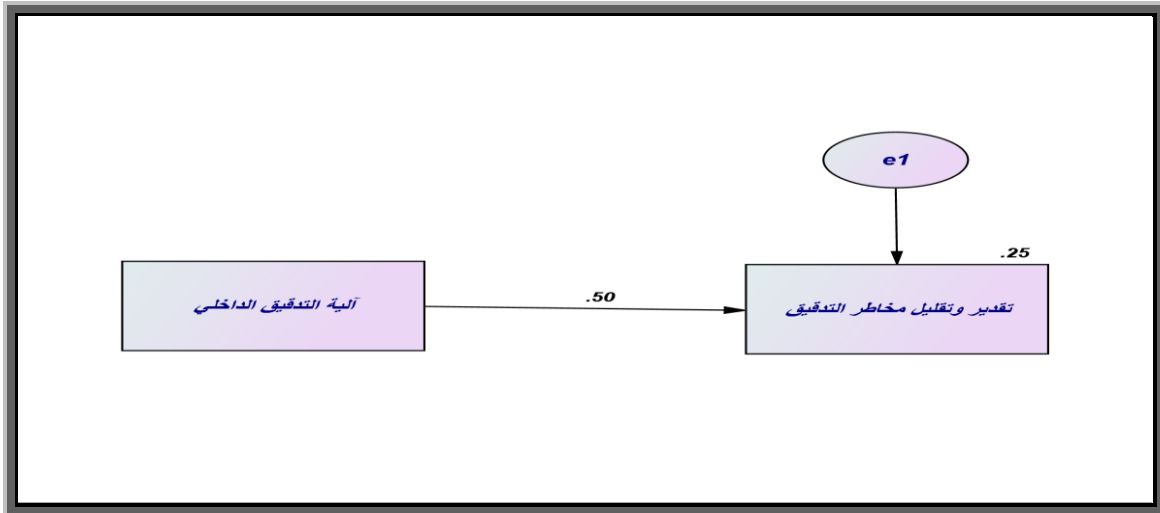 e1
.25
.50
آلية التدقيق الداخلي
تقدير وتقليل مخاطر التدقيق